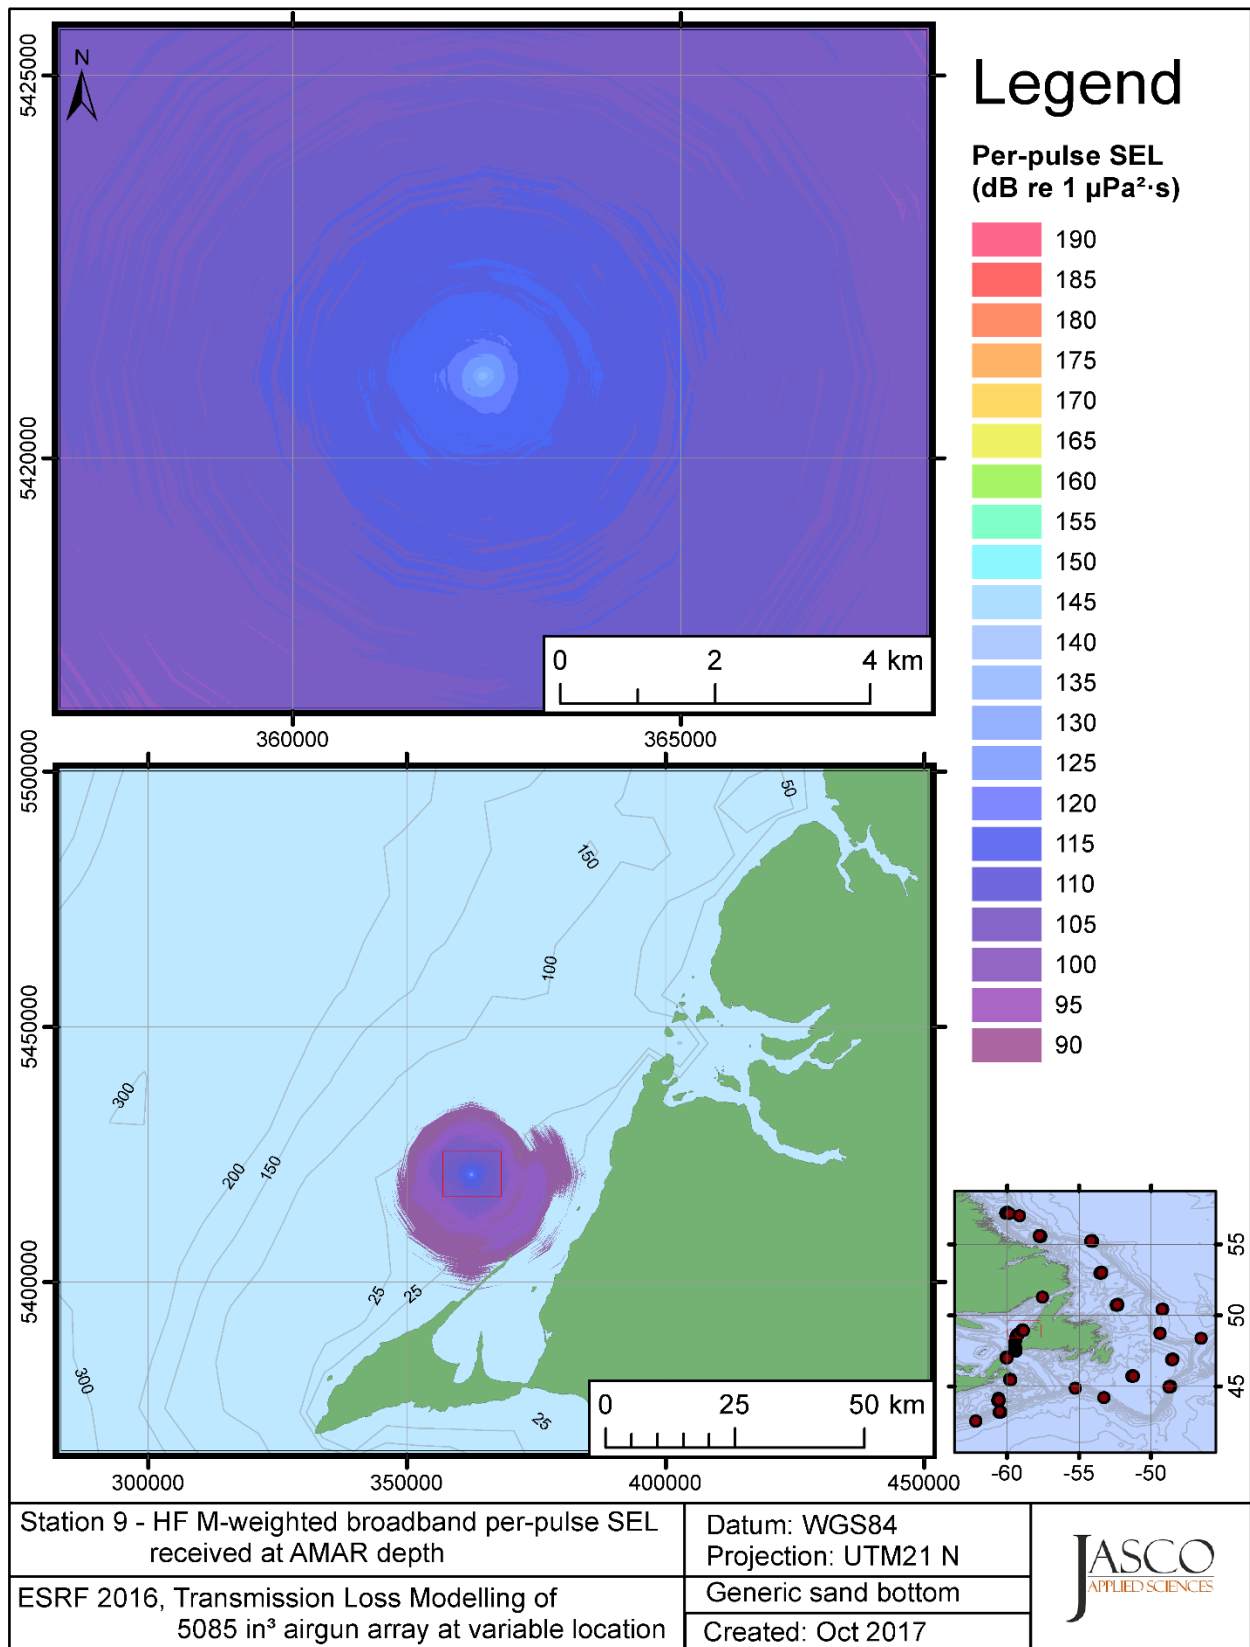 N
5425000
5420000
0 2 4 km
360000 365000
Legend
Per-pulse SEL
(dB re 1 µPa²·s)
190
185
180
175
170
165
160
155
150
145
140
135
130
125
120
115
110
105
100
95
90
5500000
5450000
5400000
50
150
100
300
200
150
25
25
300
25
0 25 50 km
300000 350000 400000 450000
55
50
45
-60 -55 -50
Station 9 - HF M-weighted broadband per-pulse SEL
received at AMAR depth
ESRF 2016, Transmission Loss Modelling of
5085 in³ airgun array at variable location
Datum: WGS84
Projection: UTM21 N
Generic sand bottom
Created: Oct 2017
JASCO
APPLIED SCIENCES